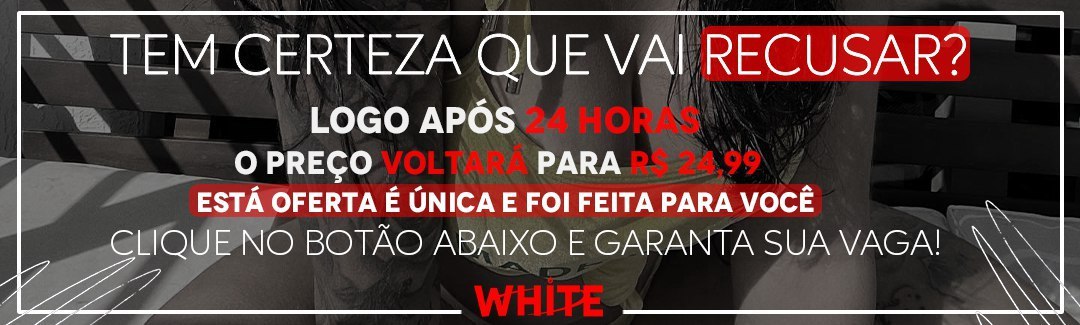 TEM CERTEZA QUE VAI RECUSAR?
LOGO APÓS 24 HORAS
O PREÇO VOLTARÁ PARA R$ 24,99
ESTÁ OFERTA É ÚNICA E FOI FEITA PARA VOCÊ
CLIQUE NO BOTÃO ABAIXO E GARANTA SUA VAGA!
WHITE